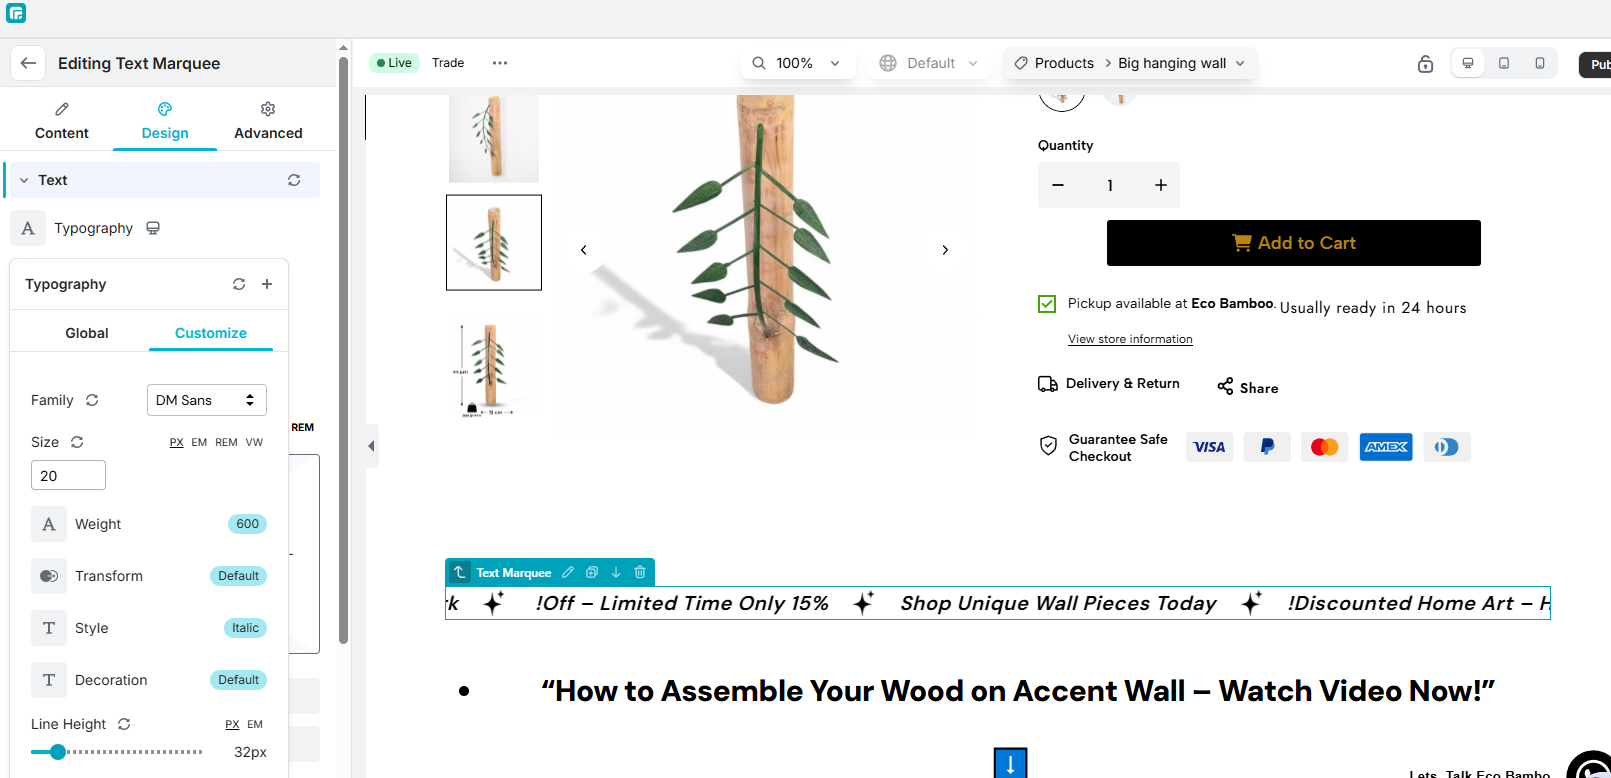 Editing Text Marquee
Live
Trade
100%
Default
Products > Big hanging wall
Content
Design
Advanced
Text
Typography
Typography
Global
Customize
Family
DM Sans
Size
PX EM REM VW
REM
20
Weight
600
Transform
Default
Style
Italic
Decoration
Default
Line Height
PX EM
32px
Quantity
1
Add to Cart
Pickup available at Eco Bamboo. Usually ready in 24 hours
View store information
Delivery & Return
Share
Guarantee Safe
Checkout
VISA
AMEX
Text Marquee
!Off – Limited Time Only 15%
Shop Unique Wall Pieces Today
!Discounted Home Art –
• “How to Assemble Your Wood on Accent Wall – Watch Video Now!”
Lets Talk Eco Bambo